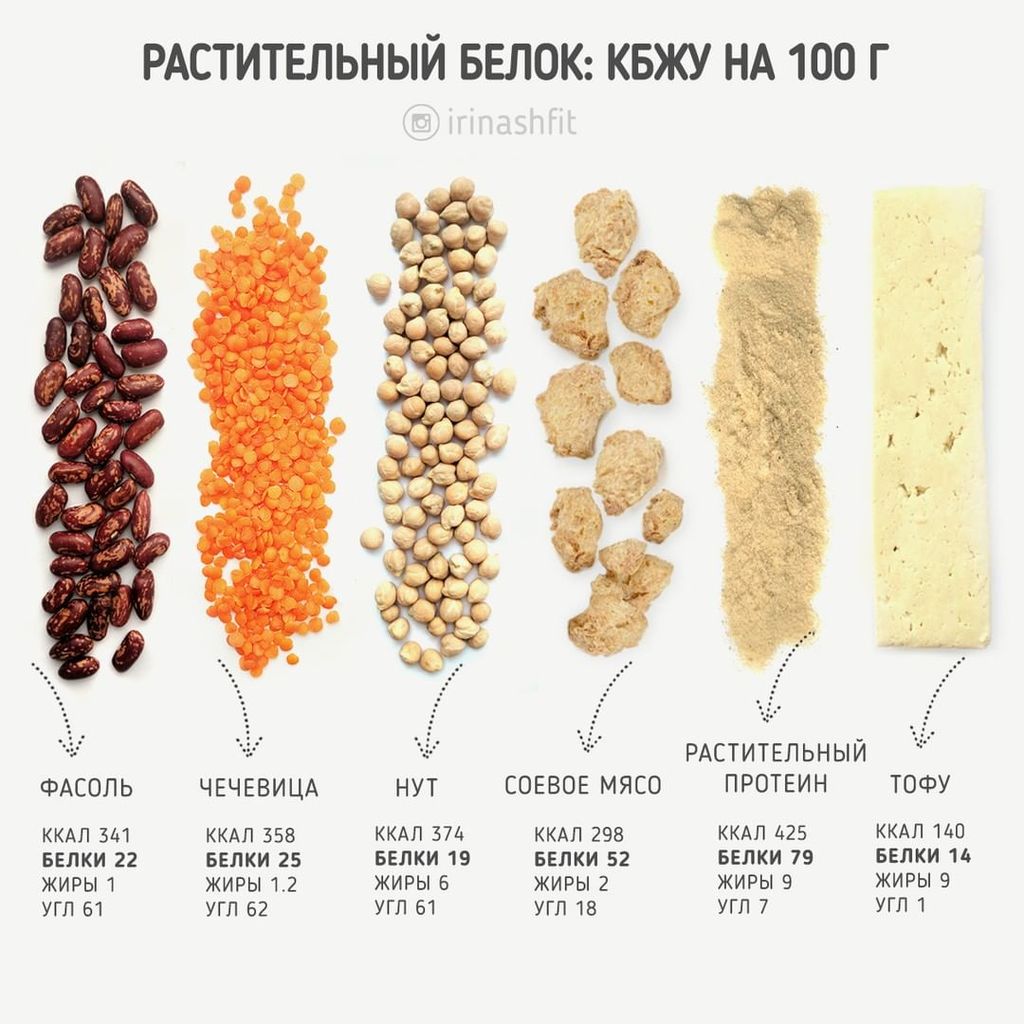 РАСТИТЕЛЬНЫЙ БЕЛОК: КБЖУ НА 100 Г
irinashfit
ФАСОЛЬ
ККАЛ 341
БЕЛКИ 22
ЖИРЫ 1
УГЛ 61
ЧЕЧЕВИЦА
ККАЛ 358
БЕЛКИ 25
ЖИРЫ 1.2
УГЛ 62
НУТ
ККАЛ 374
БЕЛКИ 19
ЖИРЫ 6
УГЛ 61
СОЕВОЕ МЯСО
ККАЛ 298
БЕЛКИ 52
ЖИРЫ 2
УГЛ 18
РАСТИТЕЛЬНЫЙ
ПРОТЕИН
ККАЛ 425
БЕЛКИ 79
ЖИРЫ 9
УГЛ 7
ТОФУ
ККАЛ 140
БЕЛКИ 14
ЖИРЫ 9
УГЛ 1